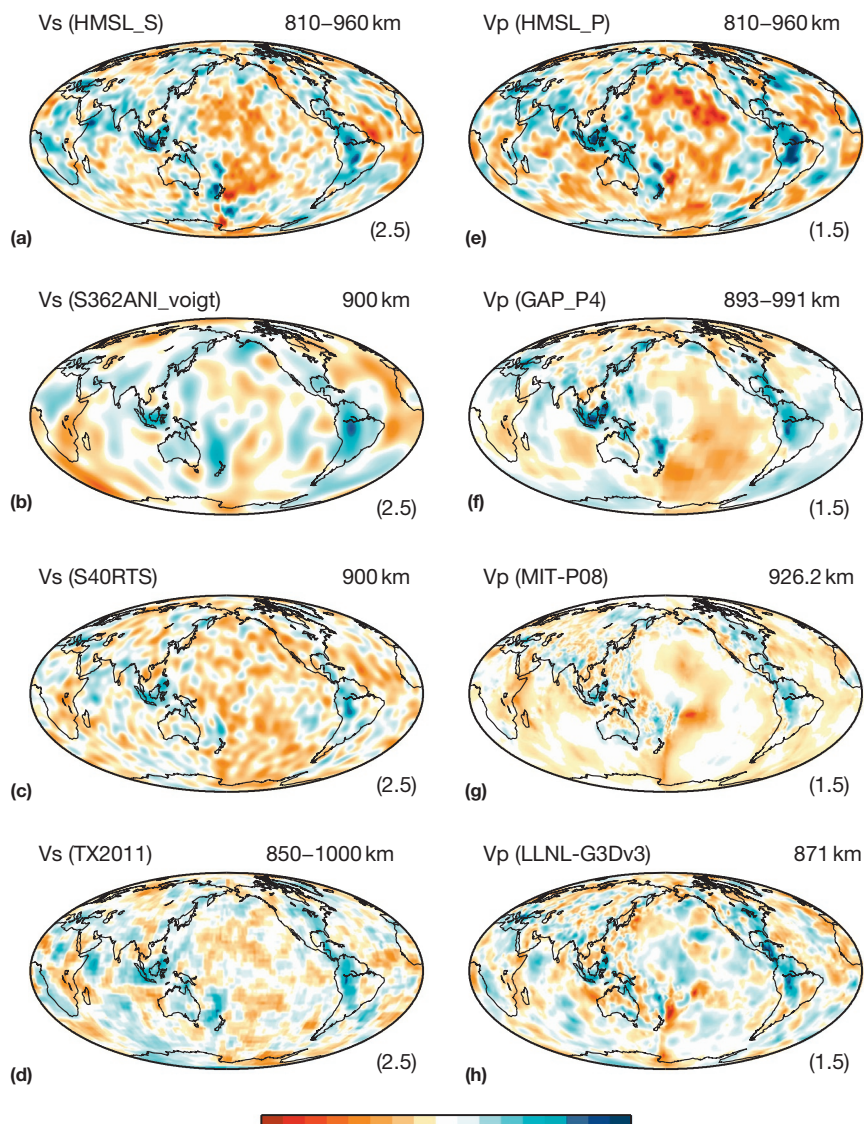 Vs (HMSL_S) 810–960 km
(a) (2.5)
Vp (HMSL_P) 810–960 km
(e) (1.5)
Vs (S362ANI_voigt) 900 km
(b) (2.5)
Vp (GAP_P4) 893–991 km
(f) (1.5)
Vs (S40RTS) 900 km
(c) (2.5)
Vp (MIT-P08) 926.2 km
(g) (1.5)
Vs (TX2011) 850–1000 km
(d) (2.5)
Vp (LLNL-G3Dv3) 871 km
(h) (1.5)